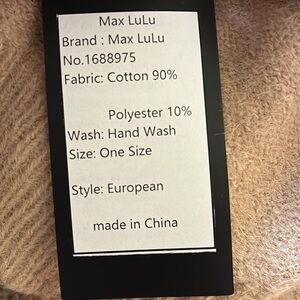 Max LuLu
Brand : Max LuLu
No.1688975
Fabric: Cotton 90%
Polyester 10%
Wash: Hand Wash
Size: One Size
Style: European
made in China